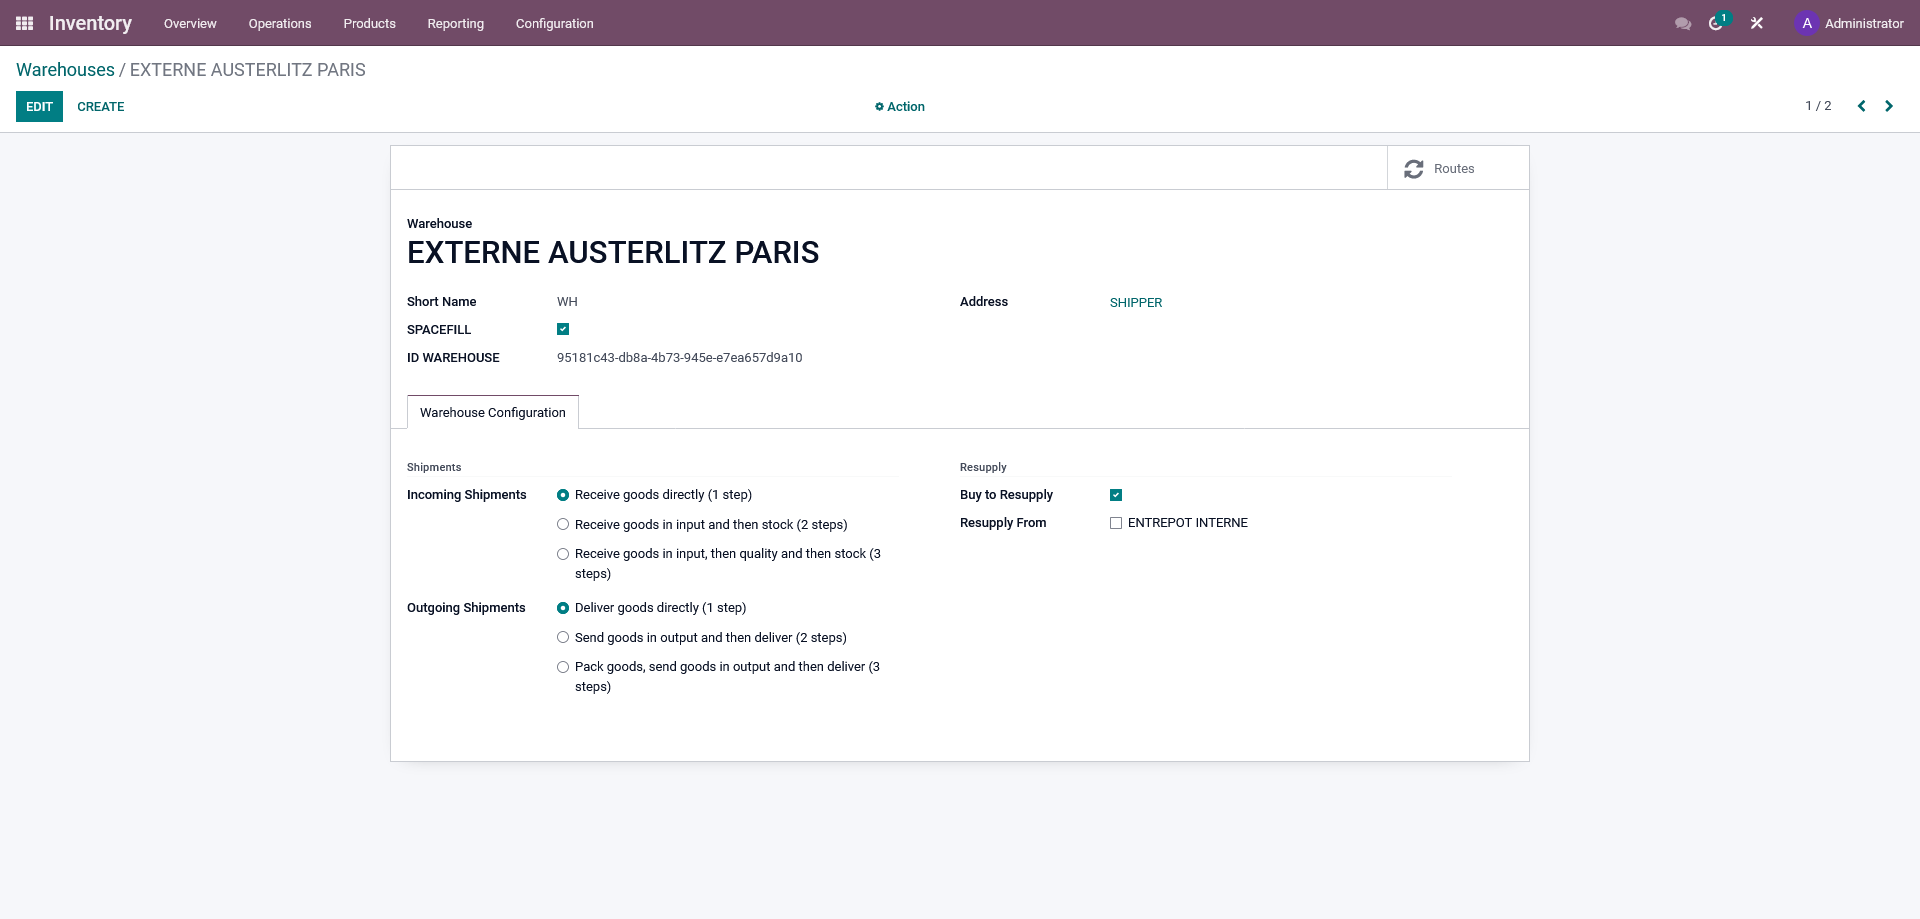 Inventory Overview Operations Products Reporting Configuration 1 A Administrator
Warehouses / EXTERNE AUSTERLITZ PARIS
EDIT CREATE Action 1 / 2
Routes
Warehouse
EXTERNE AUSTERLITZ PARIS
Short Name WH Address SHIPPER
SPACEFILL
ID WAREHOUSE 95181c43-db8a-4b73-945e-e7ea657d9a10
Warehouse Configuration
Shipments
Incoming Shipments Receive goods directly (1 step)
Receive goods in input and then stock (2 steps)
Receive goods in input, then quality and then stock (3
steps)
Outgoing Shipments Deliver goods directly (1 step)
Send goods in output and then deliver (2 steps)
Pack goods, send goods in output and then deliver (3
steps)
Resupply
Buy to Resupply
Resupply From ENTREPOT INTERNE